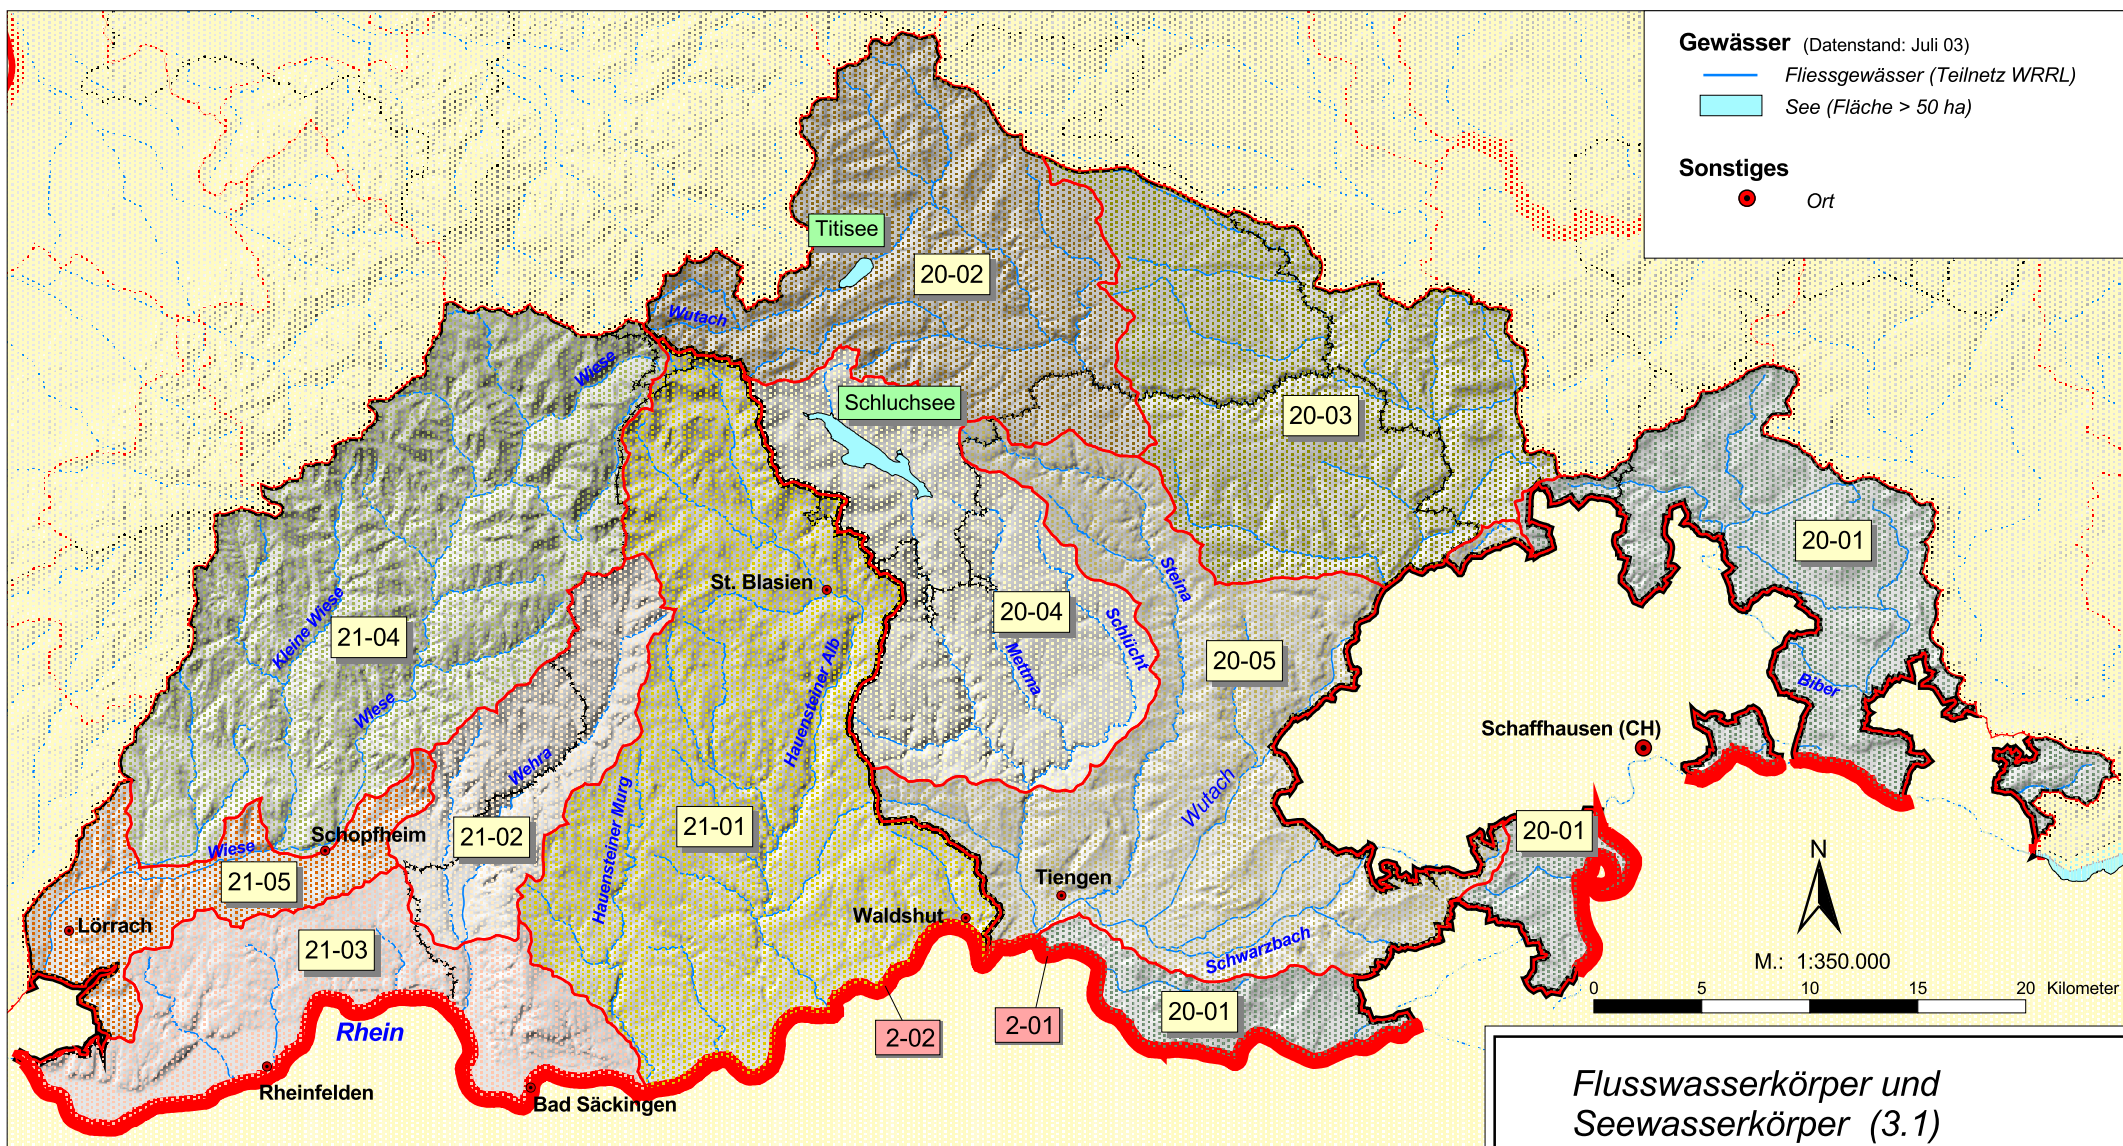 Gewässer (Datenstand: Juli 03)
Fliessgewässer (Teilnetz WRRL)
See (Fläche > 50 ha)
Sonstiges
Ort
Titisee
20-02
Wutach
Wiese
Schluchsee
20-03
20-01
St. Blasien
Steina
Kleine Wiese
21-04
20-04
Schlücht
Mettma
20-05
Hauensteiner Alb
Wiese
Biber
Schaffhausen (CH)
Wehra
Wutach
Hauensteiner Murg
21-01
21-02
20-01
Schopfheim
Wiese
21-05
Tiengen
Waldshut
Lörrach
21-03
Schwarzbach
N
M.: 1:350.000
0 5 10 15 20 Kilometer
20-01
Rhein
2-02
2-01
Rheinfelden
Bad Säckingen
Flusswasserkörper und
Seewasserkörper (3.1)